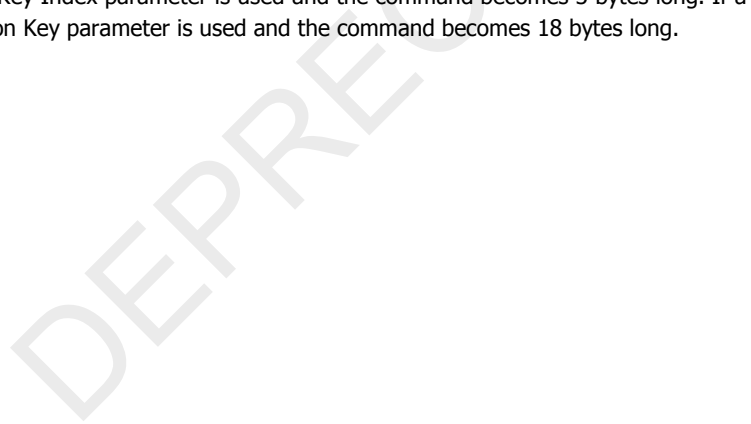 Key Index parameter is used and the command becomes 3 bytes long. If a
on Key parameter is used and the command becomes 18 bytes long.
DEPREC